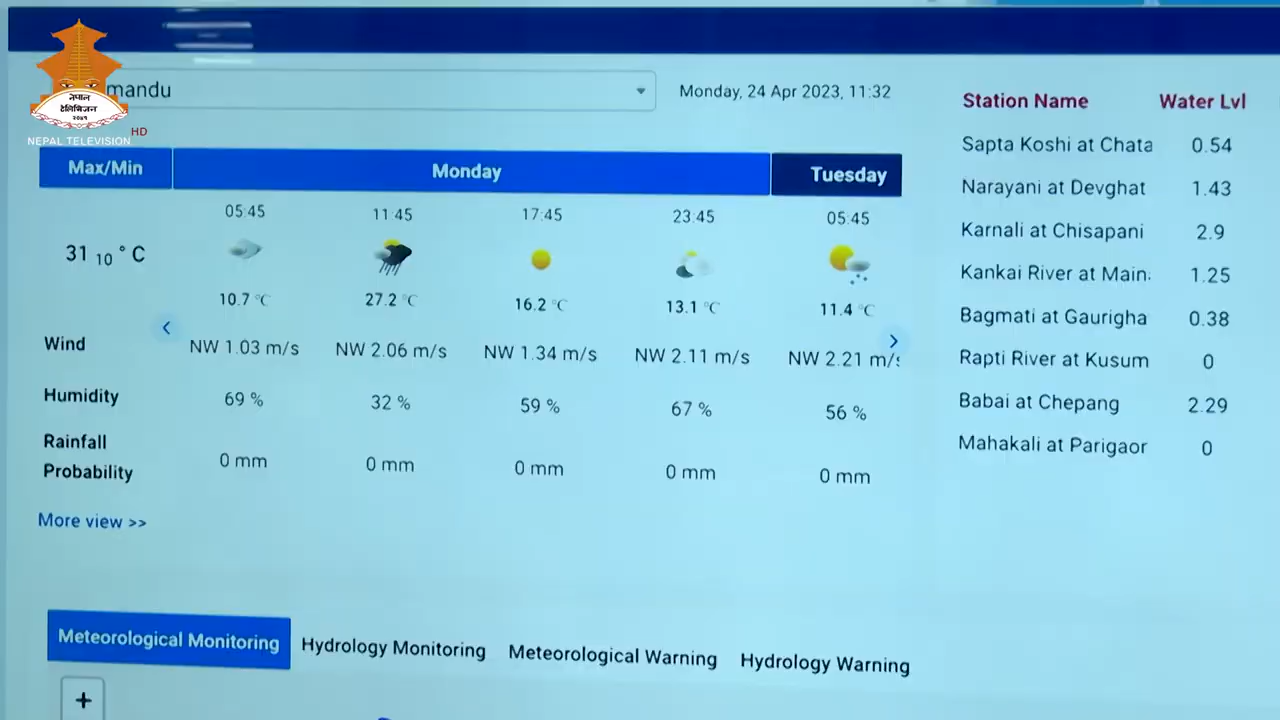 नेपाल
टेलिभिजन
२०४१
HD
NEPAL TELEVISION
mandu
Monday, 24 Apr 2023, 11:32
Max/Min Monday Tuesday
05:45 11:45 17:45 23:45 05:45
31 10 ° C
10.7 °C 27.2 °C 16.2 °C 13.1 °C 11.4 °C
Wind NW 1.03 m/s NW 2.06 m/s NW 1.34 m/s NW 2.11 m/s NW 2.21 m/s
Humidity 69 % 32 % 59 % 67 % 56 %
Rainfall
Probability 0 mm 0 mm 0 mm 0 mm 0 mm
More view >>
Station Name Water Lvl
Sapta Koshi at Chata 0.54
Narayani at Devghat 1.43
Karnali at Chisapani 2.9
Kankai River at Main 1.25
Bagmati at Gaurigha 0.38
Rapti River at Kusum 0
Babai at Chepang 2.29
Mahakali at Parigaon 0
Meteorological Monitoring Hydrology Monitoring Meteorological Warning Hydrology Warning
+